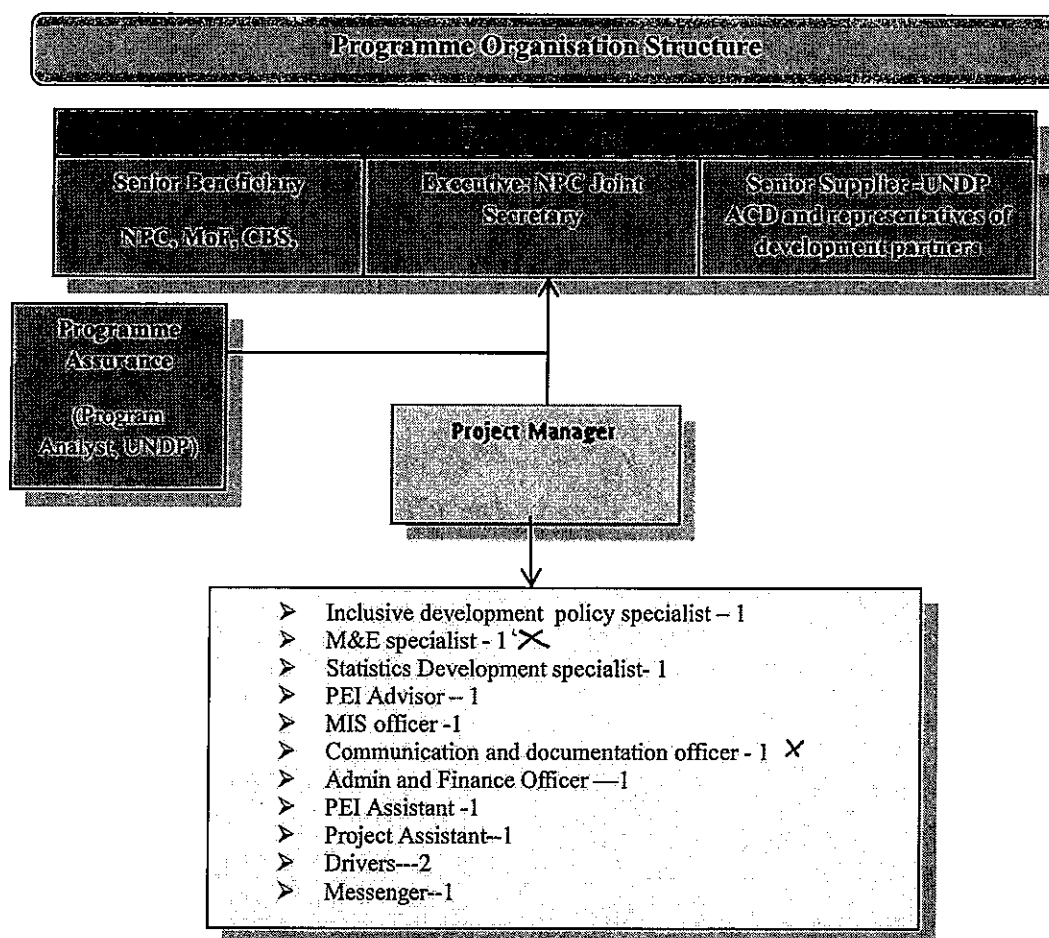 Programme Organisation Structure
Senior Beneficiary
NPC, MoF, CBS,
Executive: NPC Joint
Secretary
Senior Supplier -UNDP
ACD and representatives of
development partners
Programme
Assurance
(Program
Analyst, UNDP)
Project Manager
➤ Inclusive development policy specialist – 1
➤ M&E specialist - 1 X
➤ Statistics Development specialist- 1
➤ PEI Advisor – 1
➤ MIS officer -1
➤ Communication and documentation officer - 1 X
➤ Admin and Finance Officer —1
➤ PEI Assistant -1
➤ Project Assistant--1
➤ Drivers---2
➤ Messenger--1